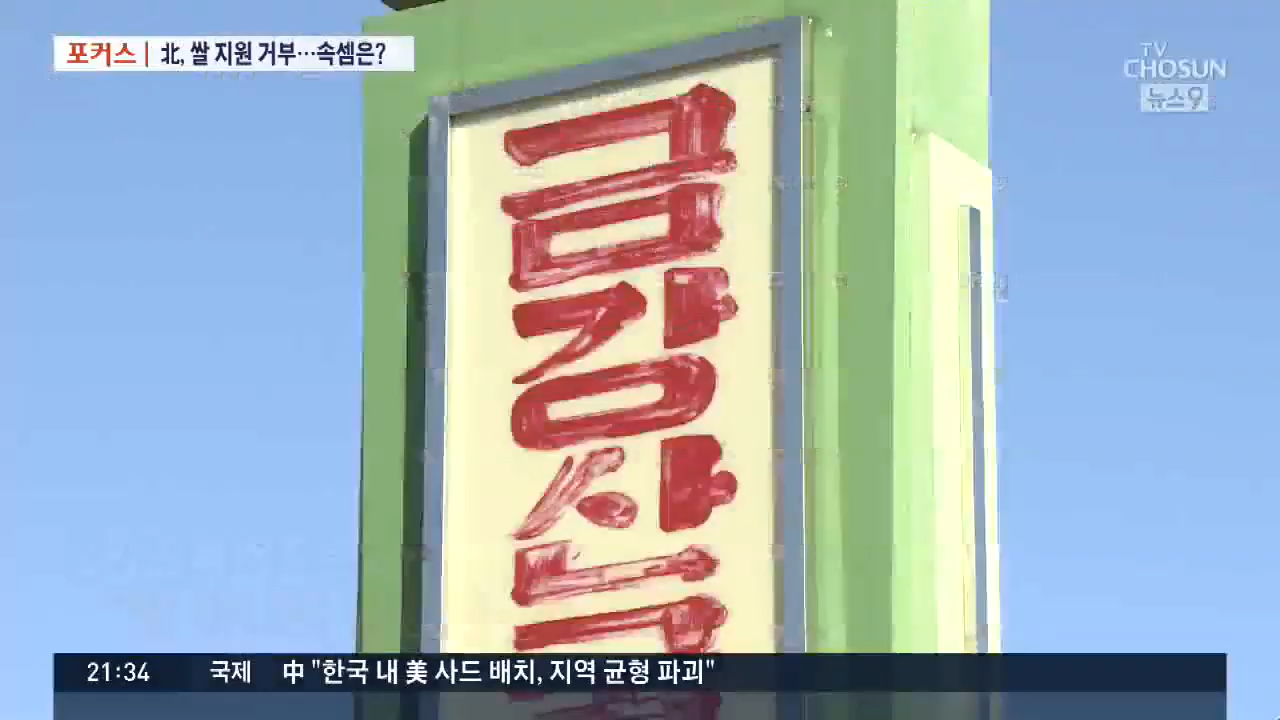 포커스 | 北, 쌀 지원 거부…속셈은?
TV
CHOSUN
뉴스9
금강산
21:34 국제 中 "한국 내 美 사드 배치, 지역 균형 파괴"